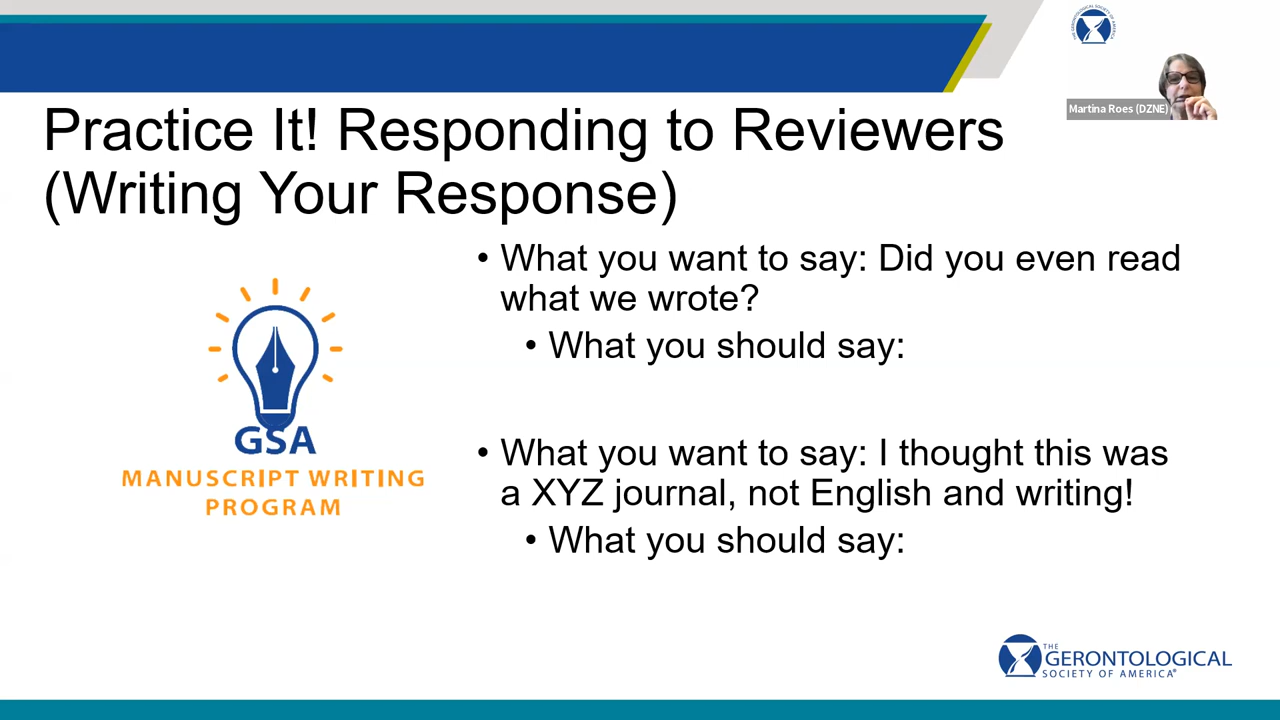 Practice It! Responding to Reviewers
(Writing Your Response)
Martina Roes (DZNE)
• What you want to say: Did you even read
what we wrote?
• What you should say:
• What you want to say: I thought this was
a XYZ journal, not English and writing!
• What you should say:
GSA
MANUSCRIPT WRITING
PROGRAM
THE
GERONTOLOGICAL
SOCIETY OF AMERICA®